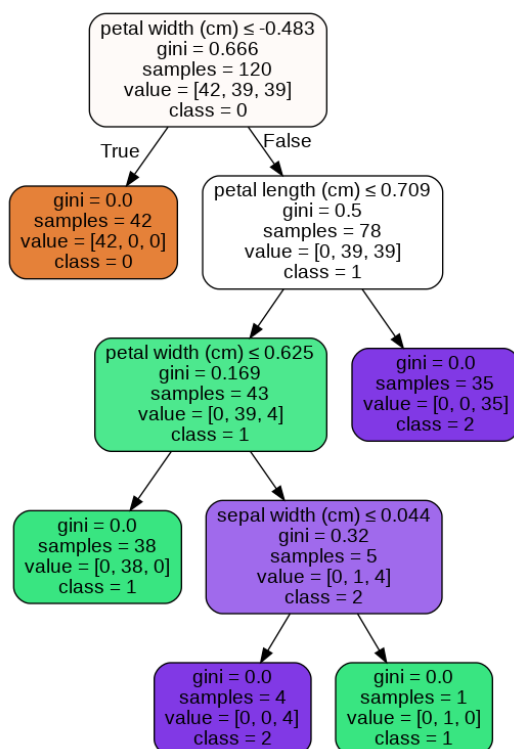 petal width (cm) ≤ -0.483
gini = 0.666
samples = 120
value = [42, 39, 39]
class = 0
True
False
gini = 0.0
samples = 42
value = [42, 0, 0]
class = 0
petal length (cm) ≤ 0.709
gini = 0.5
samples = 78
value = [0, 39, 39]
class = 1
petal width (cm) ≤ 0.625
gini = 0.169
samples = 43
value = [0, 39, 4]
class = 1
gini = 0.0
samples = 35
value = [0, 0, 35]
class = 2
gini = 0.0
samples = 38
value = [0, 38, 0]
class = 1
sepal width (cm) ≤ 0.044
gini = 0.32
samples = 5
value = [0, 1, 4]
class = 2
gini = 0.0
samples = 4
value = [0, 0, 4]
class = 2
gini = 0.0
samples = 1
value = [0, 1, 0]
class = 1